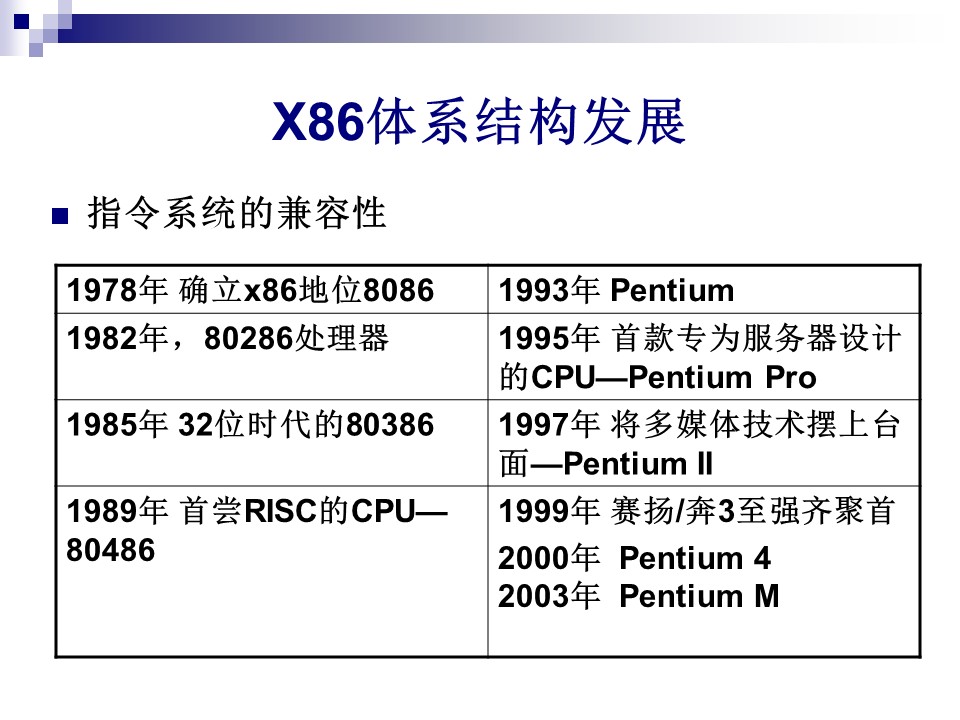 X86体系结构发展
指令系统的兼容性
1978年 确立x86地位8086
1993年 Pentium
1982年，80286处理器
1995年 首款专为服务器设计
的CPU—Pentium Pro
1985年 32位时代的80386
1997年 将多媒体技术摆上台
面—Pentium II
1989年 首尝RISC的CPU—
80486
1999年 赛扬/奔3至强齐聚首
2000年 Pentium 4
2003年 Pentium M